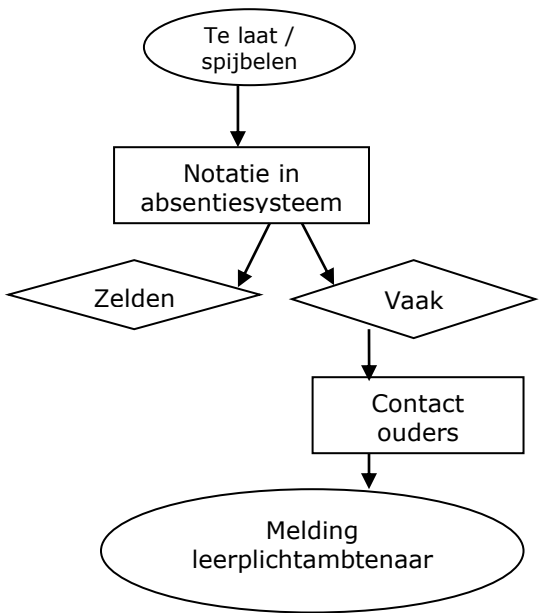 Te laat /
spijbelen
Notatie in
absentiesysteem
Zelden
Vaak
Contact
ouders
Melding
leerplichtambtenaar